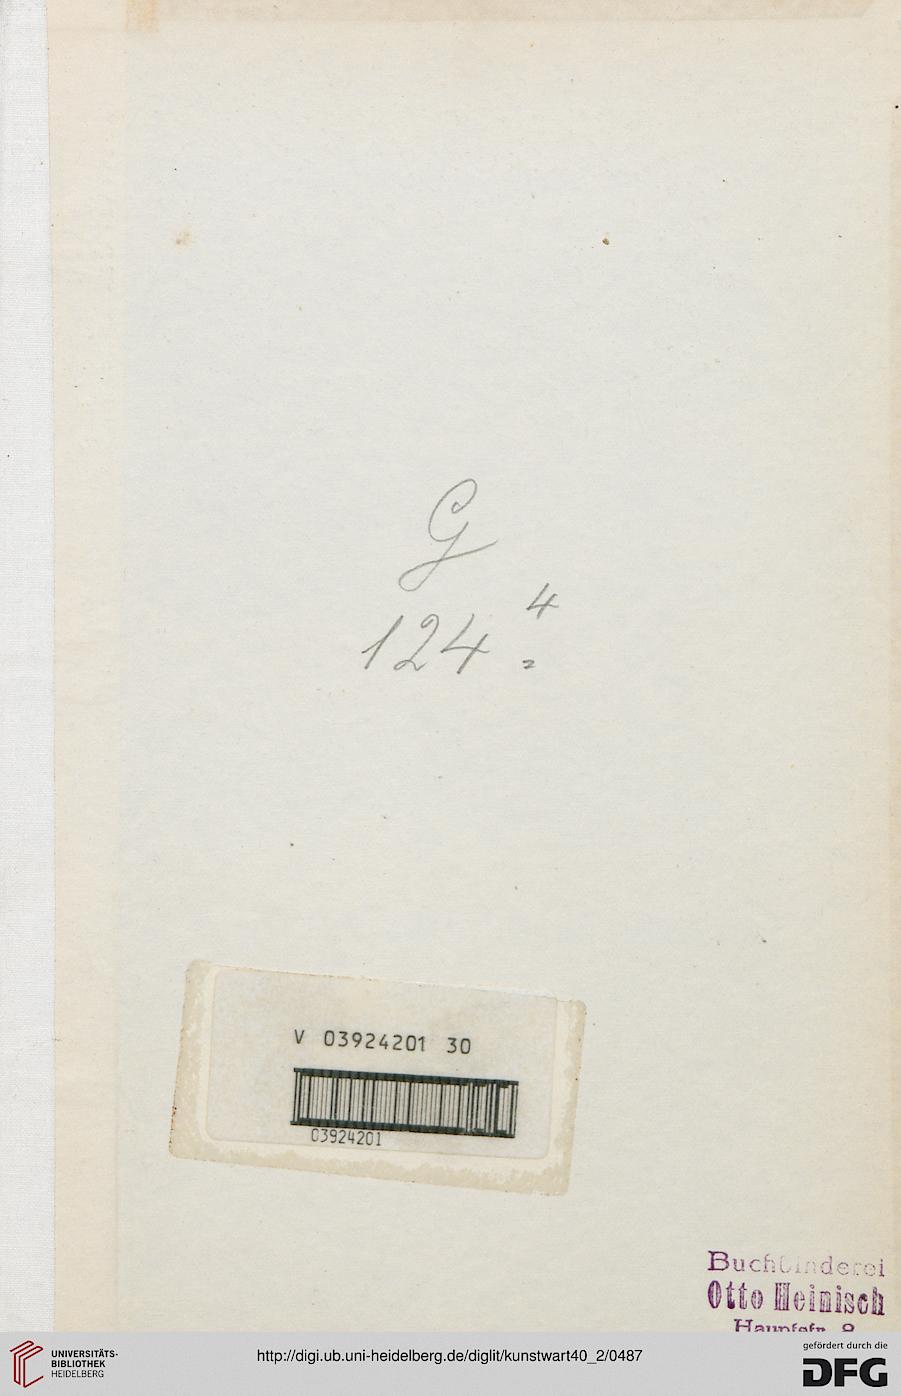 G
124 4
2
V 03924201 30
03924201
Buchbinderei
Otto Heinisch
UNIVERSITÄTS-
BIBLIOTHEK
HEIDELBERG
http://digi.ub.uni-heidelberg.de/diglit/kunstwart40_2/0487
gefördert durch die
DFG